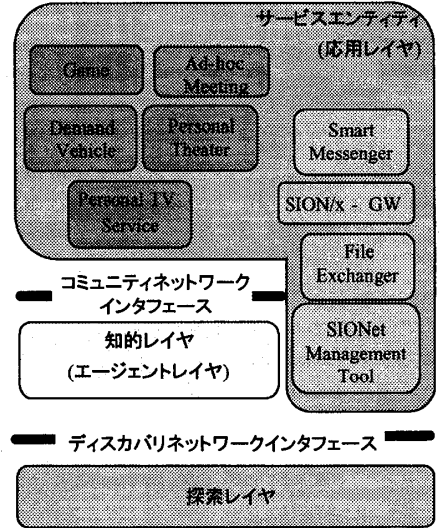 サービスエンティティ
(応用レイヤ)
Game
Ad-hoc
Meeting
Demand
Vehicle
Personal
Theater
Smart
Messenger
Personal TV
Service
SION/x - GW
File
Exchanger
コミュニティネットワーク
インタフェース
知的レイヤ
(エージェントレイヤ)
SIONet
Management
Tool
ディスカバリネットワークインタフェース
探索レイヤ